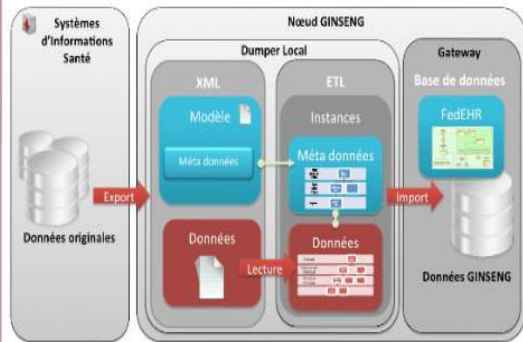 Systèmes
d'Informations
Santé
Données originales
Export
Nœud GINSENG
Dumper Local
XML
Modèle
Méta données
Données
Lecture
ETL
Instances
Méta données
Données
Import
Gateway
Base de données
FedEHR
Données GINSENG